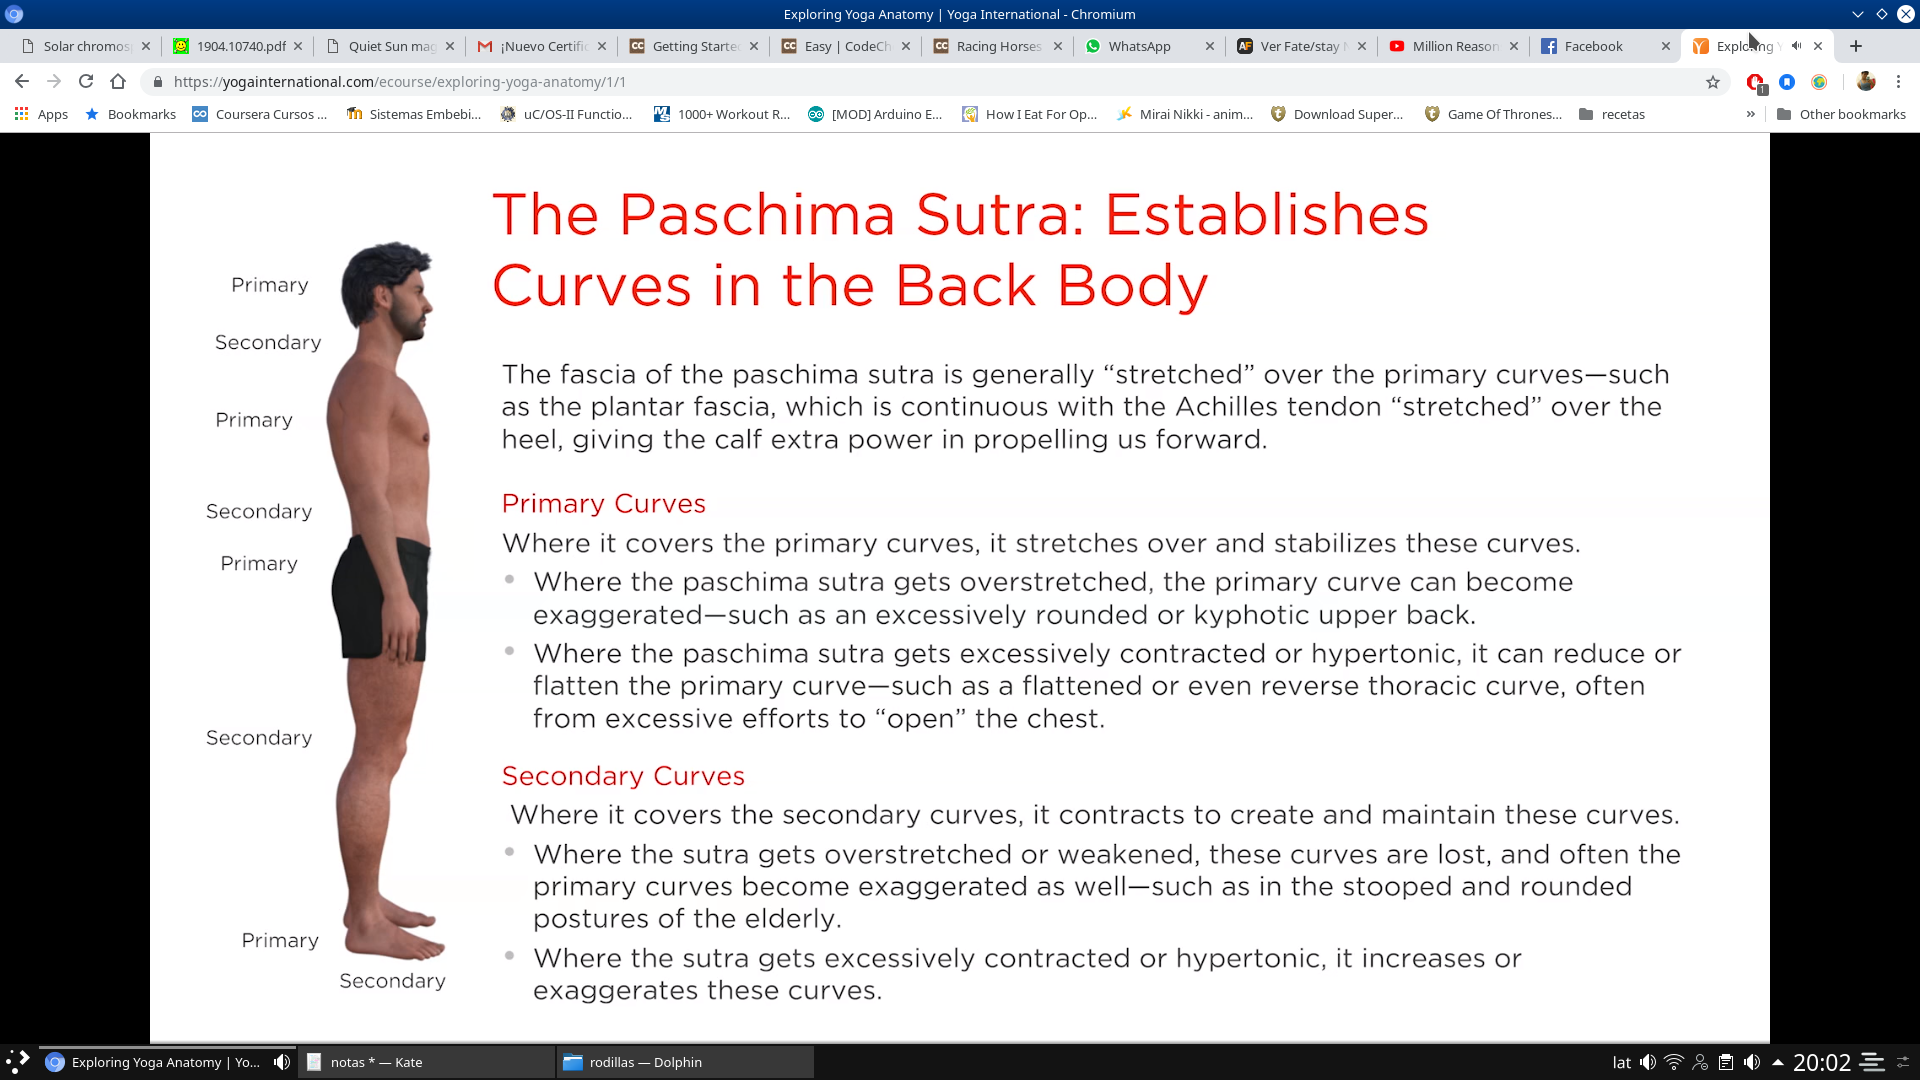 Exploring Yoga Anatomy | Yoga International - Chromium
Solar chromos
1904.10740.pdf
Quiet Sun mag
¡Nuevo Certific
Getting Starte
Easy | CodeCh
Racing Horses
WhatsApp
Ver Fate/stay N
Million Reason
Facebook
Exploring Y
https://yogainternational.com/ecourse/exploring-yoga-anatomy/1/1
1
Apps
Bookmarks
Coursera Cursos ...
Sistemas Embebi...
uC/OS-II Functio...
1000+ Workout R...
[MOD] Arduino E...
How I Eat For Op...
Mirai Nikki - anim...
Download Super...
Game Of Thrones...
recetas
»
Other bookmarks
The Paschima Sutra: Establishes
Curves in the Back Body
Primary
Secondary
Primary
Secondary
Primary
Secondary
Primary
Secondary
The fascia of the paschima sutra is generally “stretched” over the primary curves—such
as the plantar fascia, which is continuous with the Achilles tendon “stretched” over the
heel, giving the calf extra power in propelling us forward.
Primary Curves
Where it covers the primary curves, it stretches over and stabilizes these curves.
• Where the paschima sutra gets overstretched, the primary curve can become
exaggerated—such as an excessively rounded or kyphotic upper back.
• Where the paschima sutra gets excessively contracted or hypertonic, it can reduce or
flatten the primary curve—such as a flattened or even reverse thoracic curve, often
from excessive efforts to “open” the chest.
Secondary Curves
Where it covers the secondary curves, it contracts to create and maintain these curves.
• Where the sutra gets overstretched or weakened, these curves are lost, and often the
primary curves become exaggerated as well—such as in the stooped and rounded
postures of the elderly.
• Where the sutra gets excessively contracted or hypertonic, it increases or
exaggerates these curves.
Exploring Yoga Anatomy | Yo...
notas * — Kate
rodillas — Dolphin
lat
20:02